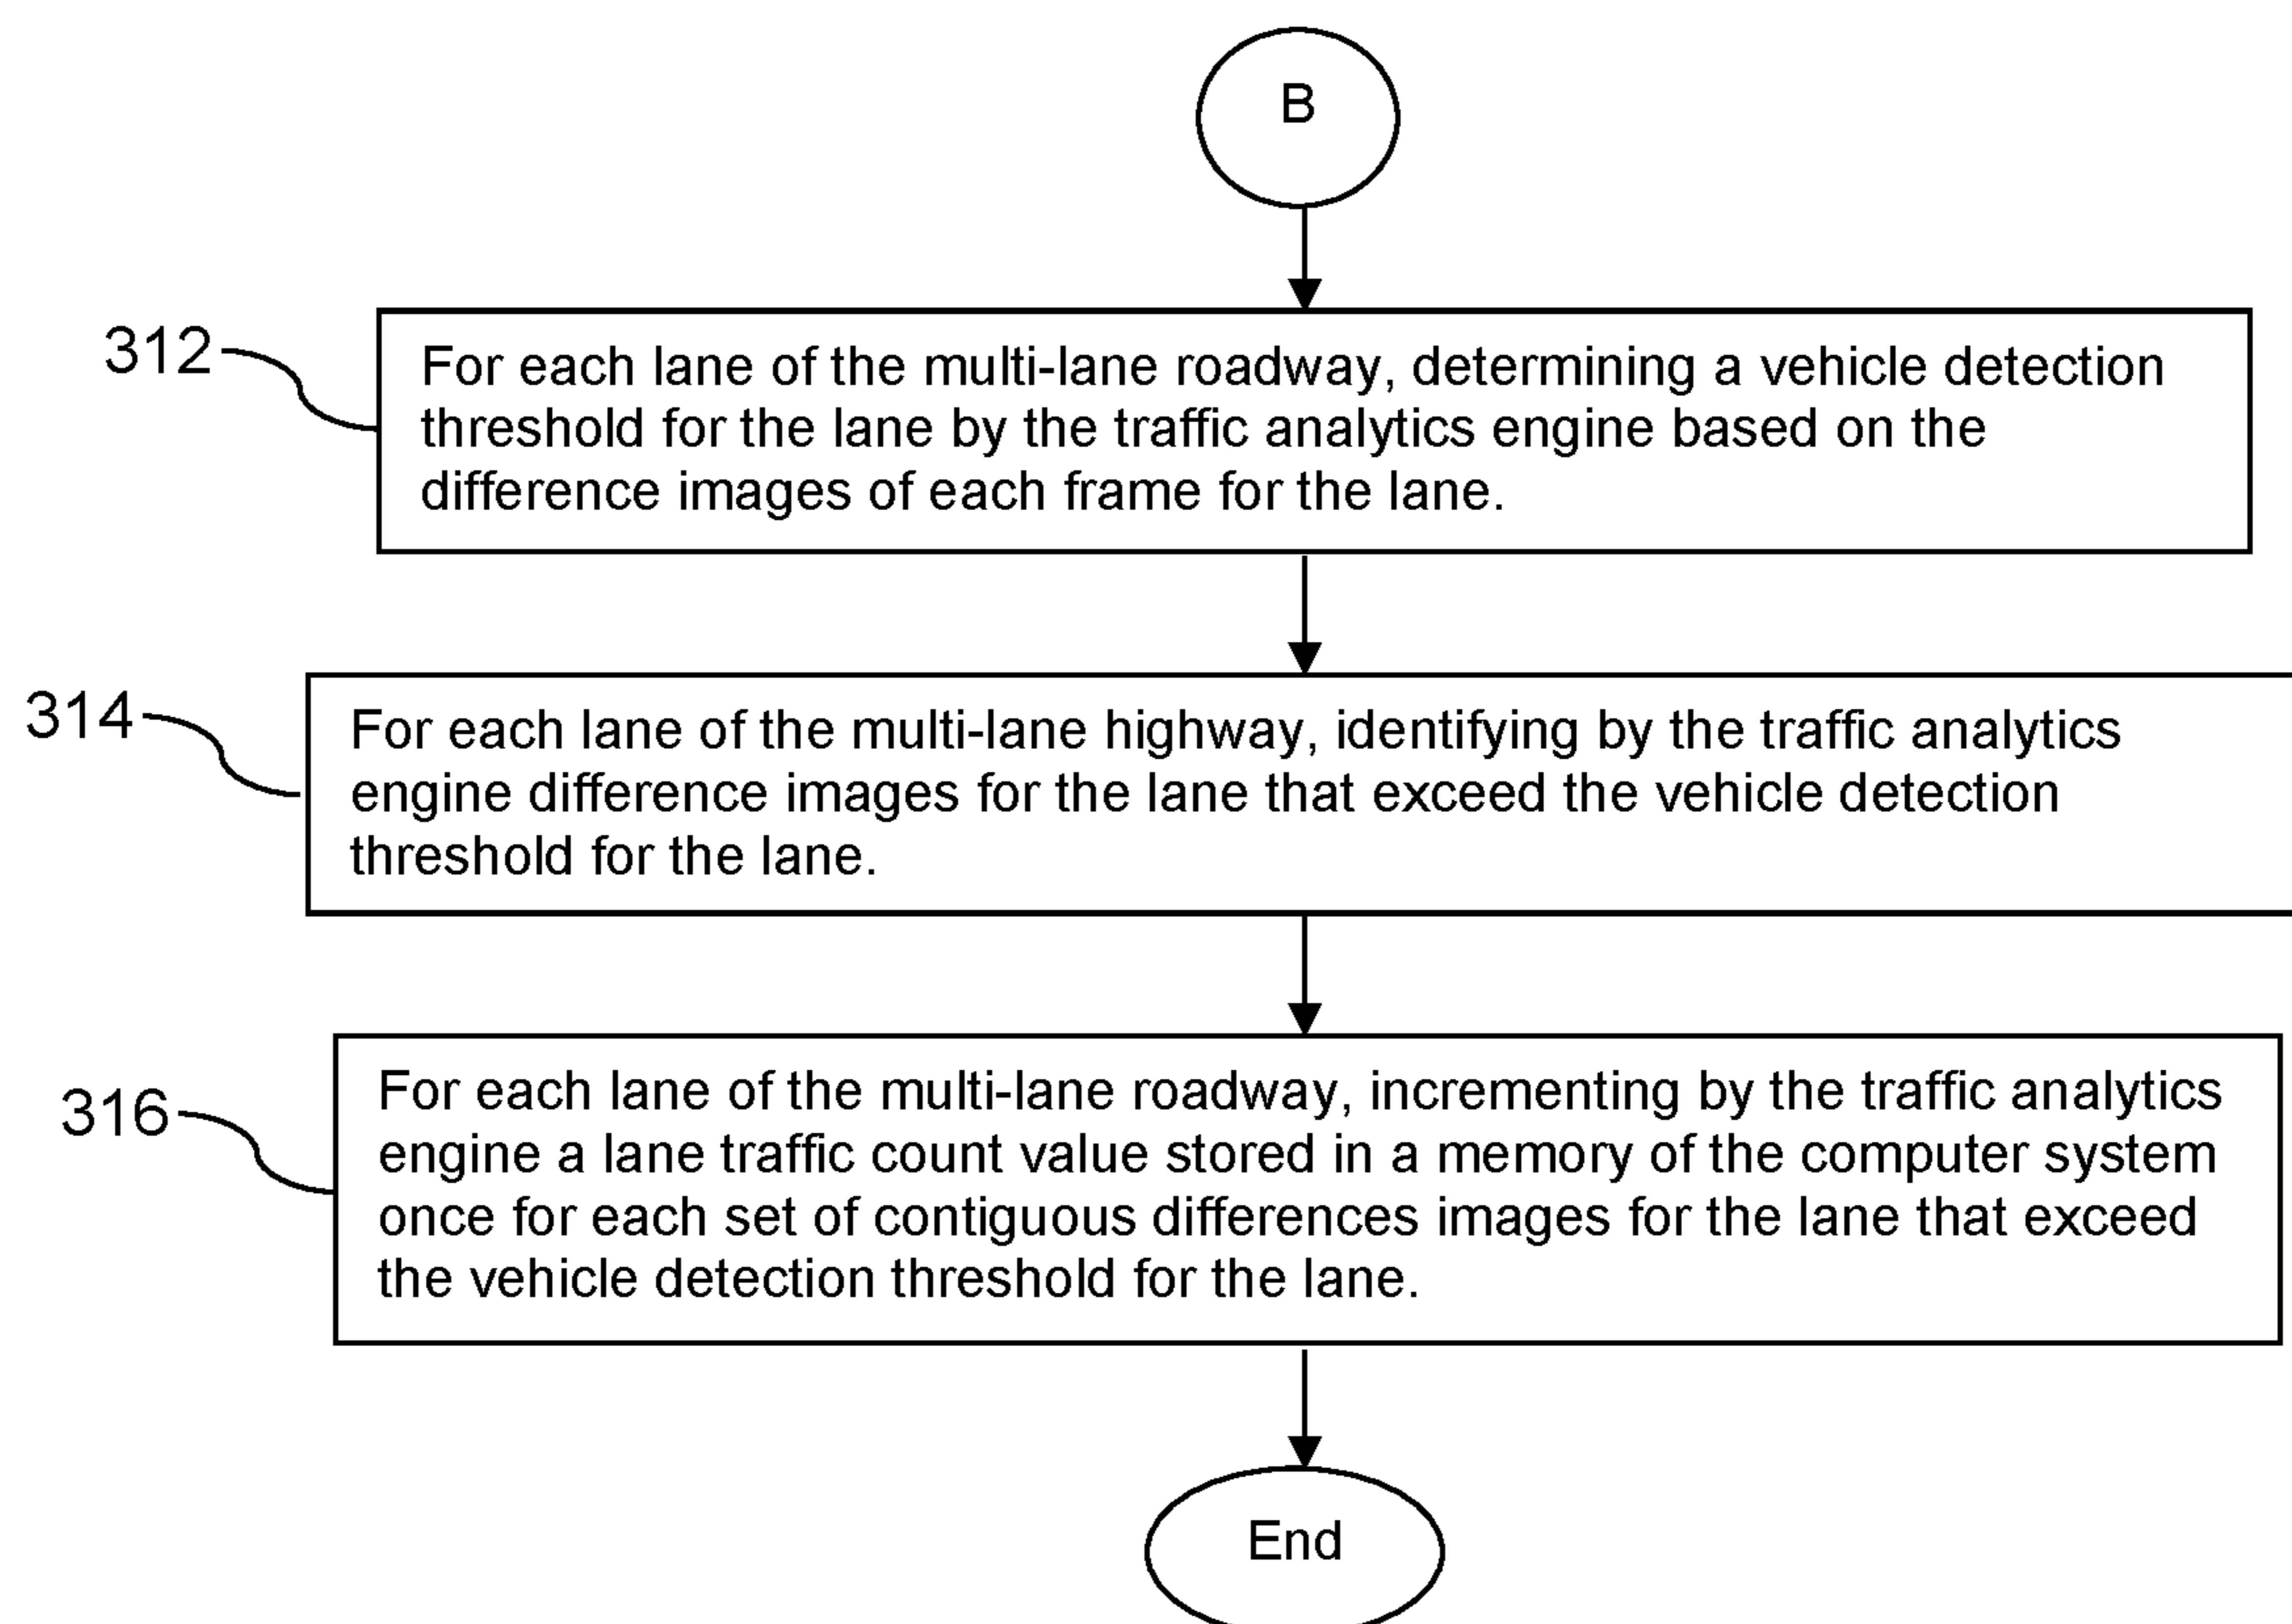 B
312
For each lane of the multi-lane roadway, determining a vehicle detection
threshold for the lane by the traffic analytics engine based on the
difference images of each frame for the lane.
314
For each lane of the multi-lane highway, identifying by the traffic analytics
engine difference images for the lane that exceed the vehicle detection
threshold for the lane.
316
For each lane of the multi-lane roadway, incrementing by the traffic analytics
engine a lane traffic count value stored in a memory of the computer system
once for each set of contiguous differences images for the lane that exceed
the vehicle detection threshold for the lane.
End